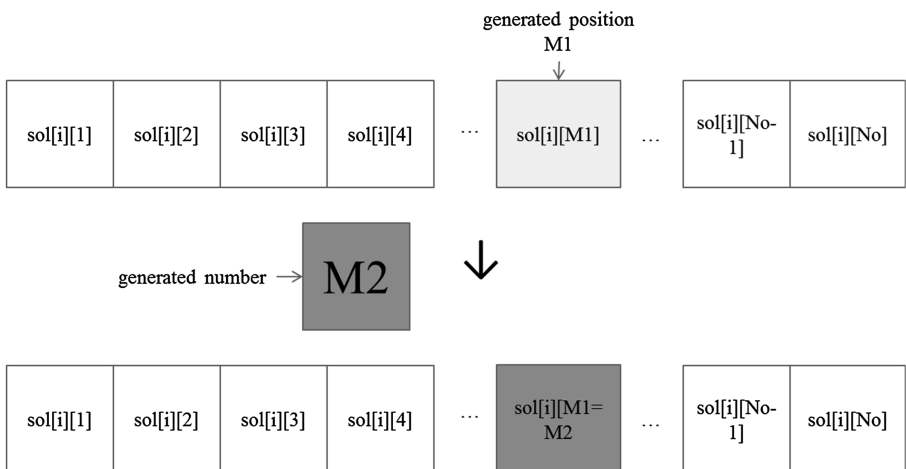 generated position
M1
sol[i][1] sol[i][2] sol[i][3] sol[i][4] ... sol[i][M1] ... sol[i][No-
1] sol[i][No]
generated number
M2
sol[i][1] sol[i][2] sol[i][3] sol[i][4] ... sol[i][M1=
M2 ... sol[i][No-
1] sol[i][No]